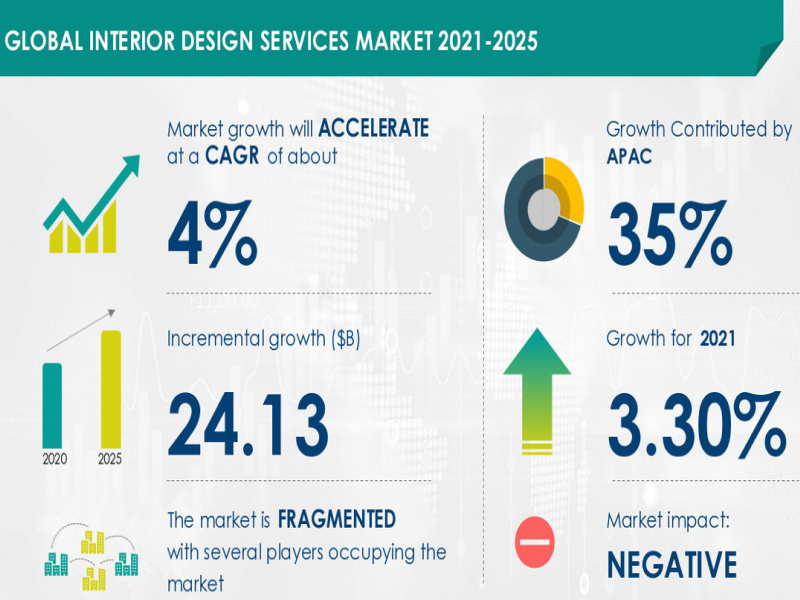 GLOBAL INTERIOR DESIGN SERVICES MARKET 2021-2025
Market growth will ACCELERATE
at a CAGR of about
4%
Incremental growth ($B)
24.13
2020 2025
The market is FRAGMENTED
with several players occupying the
market
Growth Contributed by
APAC
35%
Growth for 2021
3.30%
Market impact:
NEGATIVE